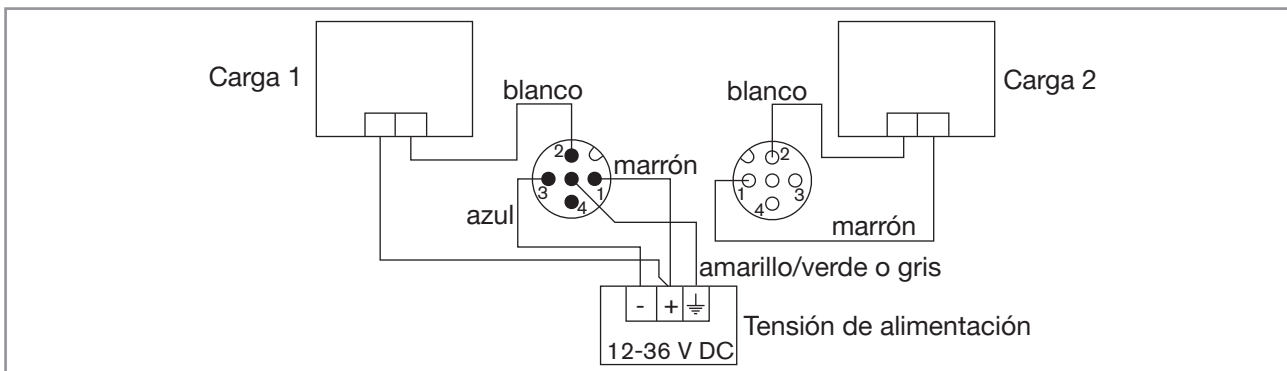 Carga 1
blanco
2
3
1
4
marrón
azul
blanco
2
1
3
4
marrón
Carga 2
amarillo/verde o gris
- +
Tensión de alimentación
12-36 V DC